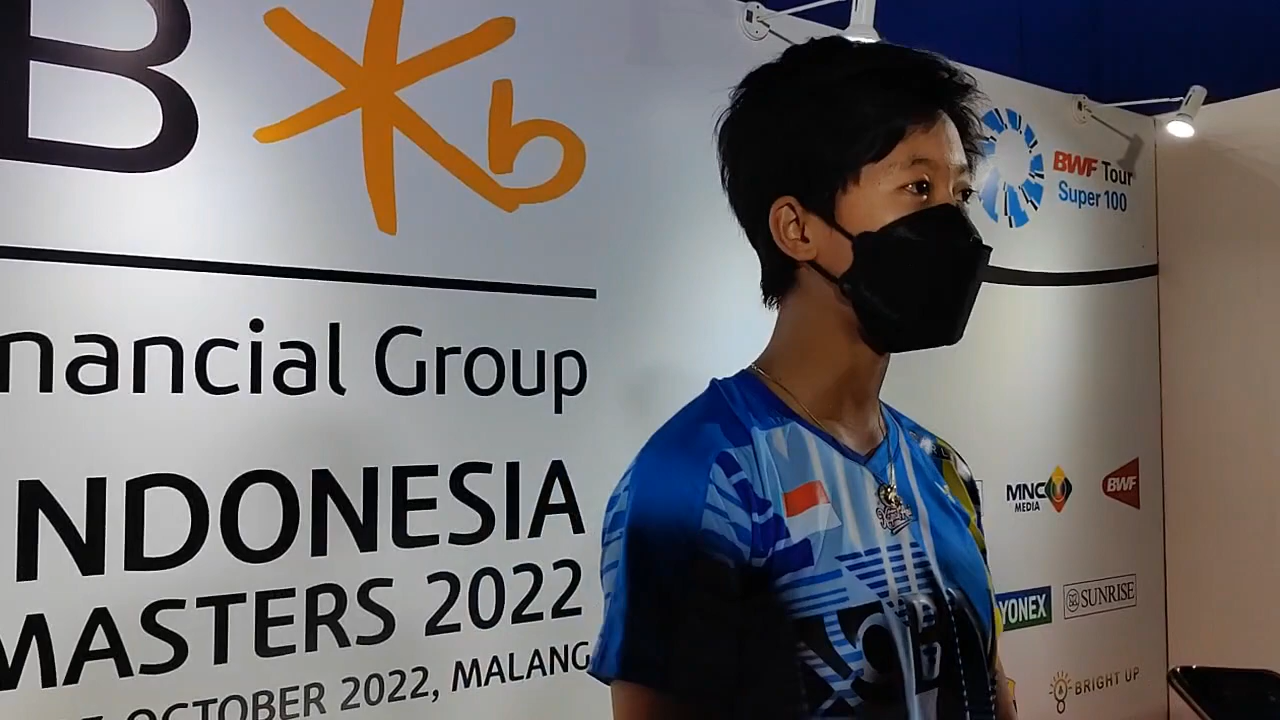 B b
nancial Group
NDONESIA
MASTERS 2022
OCTOBER 2022, MALANG
BWF Tour
Super 100
MNC
MEDIA
BWF
YONEX
SUNRISE
BRIGHT UP